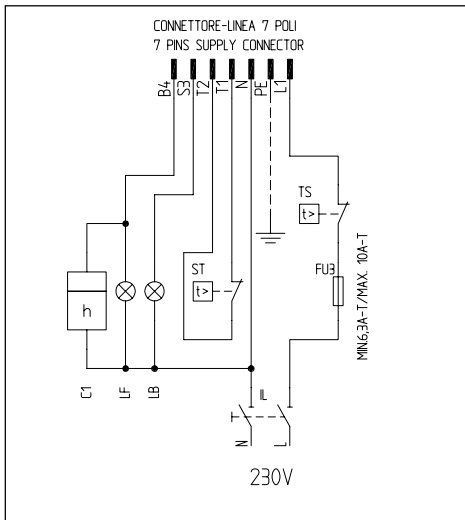 CONNETTORE-LINEA 7 POLI
7 PINS SUPPLY CONNECTOR
B4
S3
T2
T1
N
PE
L1
TS
t>
FU3
MIN.6,3A-T/MAX. 10A-T
ST
t>
h
C1
LF
LB
IL
N
L
230V